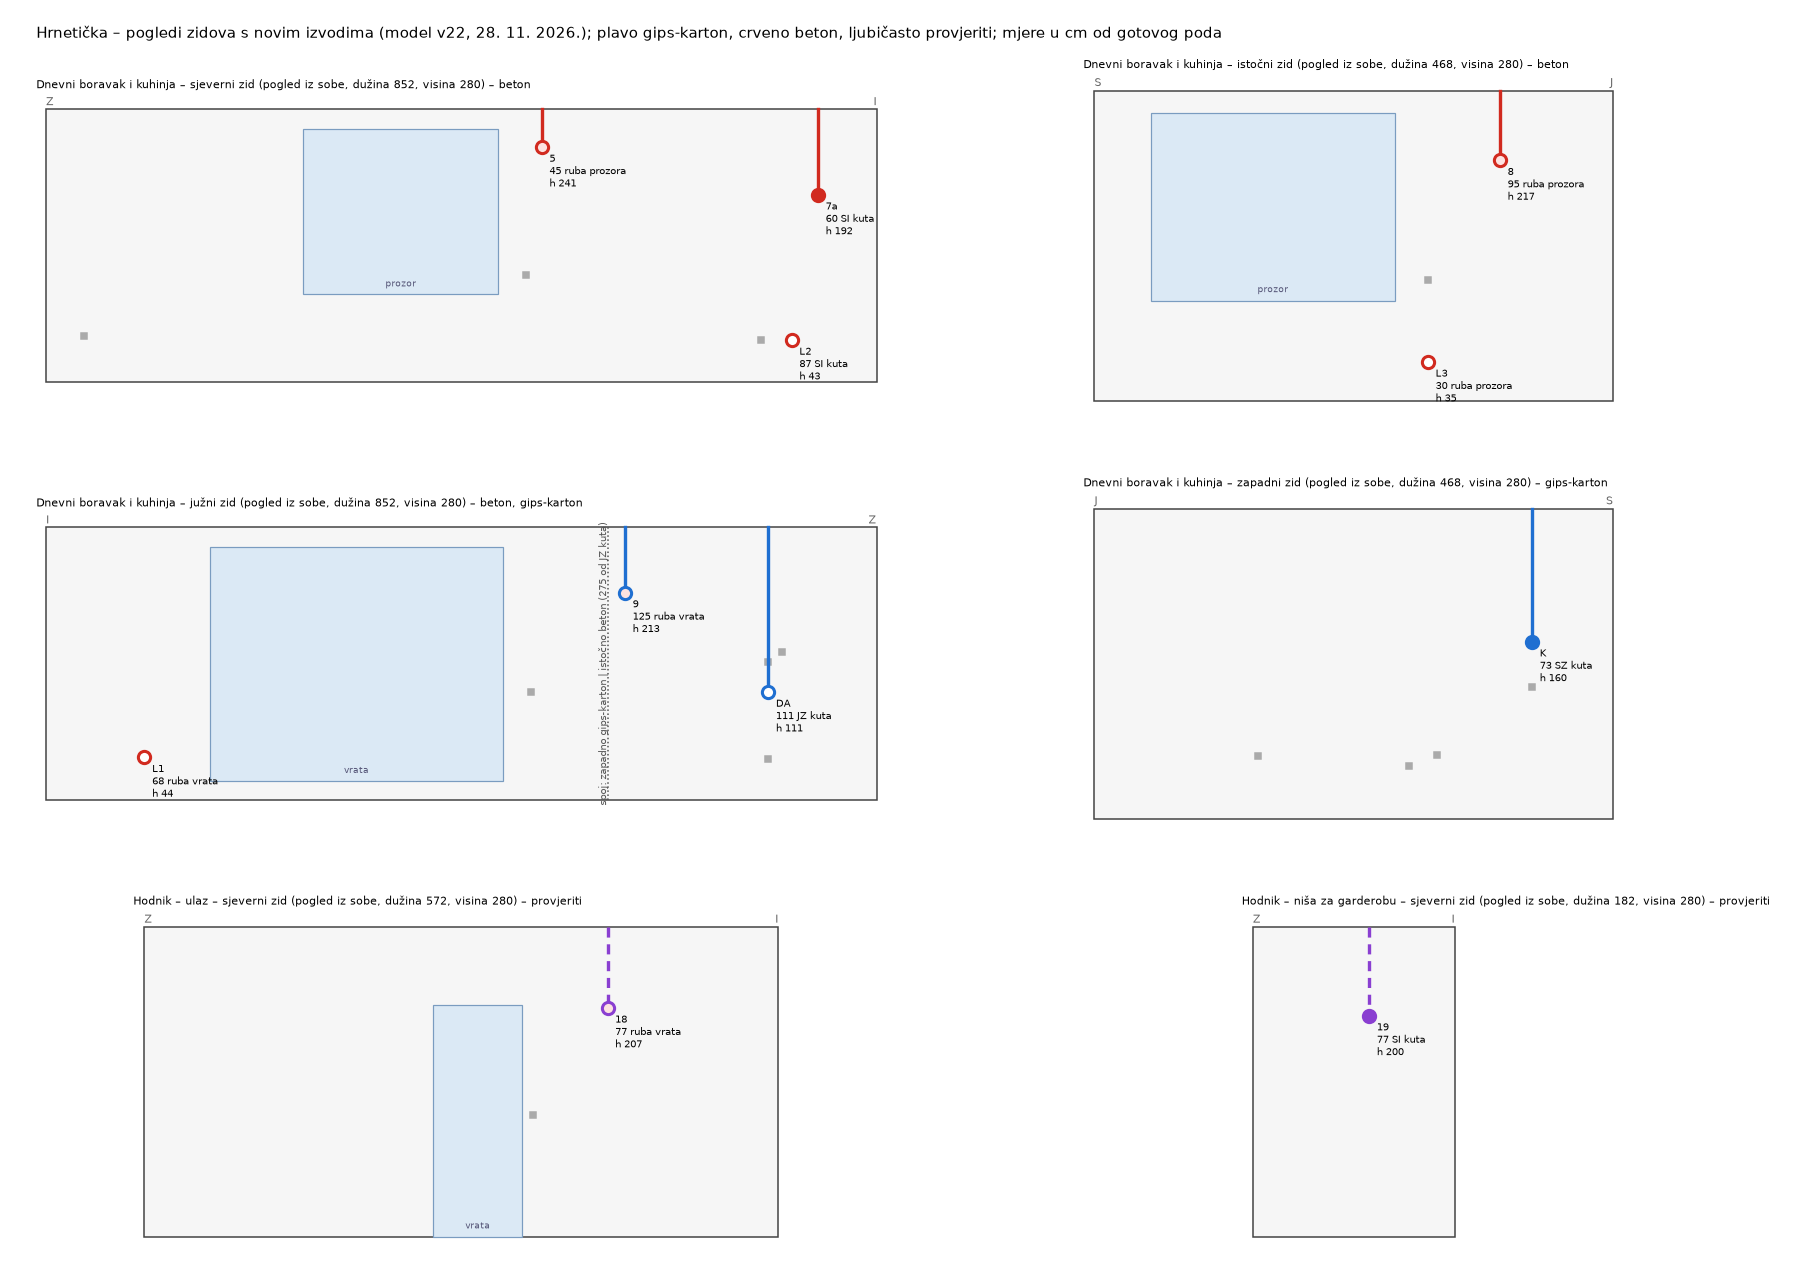 Hrnetička – pogledi zidova s novim izvodima (model v22, 28. 11. 2026.); plavo gips-karton, crveno beton, ljubičasto provjeriti; mjere u cm od gotovog poda
Dnevni boravak i kuhinja – sjeverni zid (pogled iz sobe, dužina 852, visina 280) – beton
Z
I
5
45 ruba prozora
h 241
7a
60 SI kuta
h 192
prozor
L2
87 SI kuta
h 43
Dnevni boravak i kuhinja – istočni zid (pogled iz sobe, dužina 468, visina 280) – beton
S
J
8
95 ruba prozora
h 217
prozor
L3
30 ruba prozora
h 35
Dnevni boravak i kuhinja – južni zid (pogled iz sobe, dužina 852, visina 280) – beton, gips-karton
I
Z
spoj: zapadno gips-karton | istočno beton (275 od JZ kuta)
9
125 ruba vrata
h 213
DA
111 JZ kuta
h 111
L1
68 ruba vrata
h 44
vrata
Dnevni boravak i kuhinja – zapadni zid (pogled iz sobe, dužina 468, visina 280) – gips-karton
J
S
K
73 SZ kuta
h 160
Hodnik – ulaz – sjeverni zid (pogled iz sobe, dužina 572, visina 280) – provjeriti
Z
I
18
77 ruba vrata
h 207
vrata
Hodnik – niša za garderobu – sjeverni zid (pogled iz sobe, dužina 182, visina 280) – provjeriti
Z
I
19
77 SI kuta
h 200